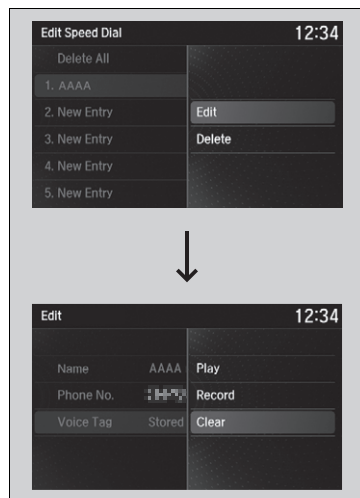 Edit Speed Dial 12:34
Delete All
1. AAAA
2. New Entry
Edit
3. New Entry
Delete
4. New Entry
5. New Entry
Edit 12:34
Name AAAA
Play
Phone No.
Record
Voice Tag Stored
Clear